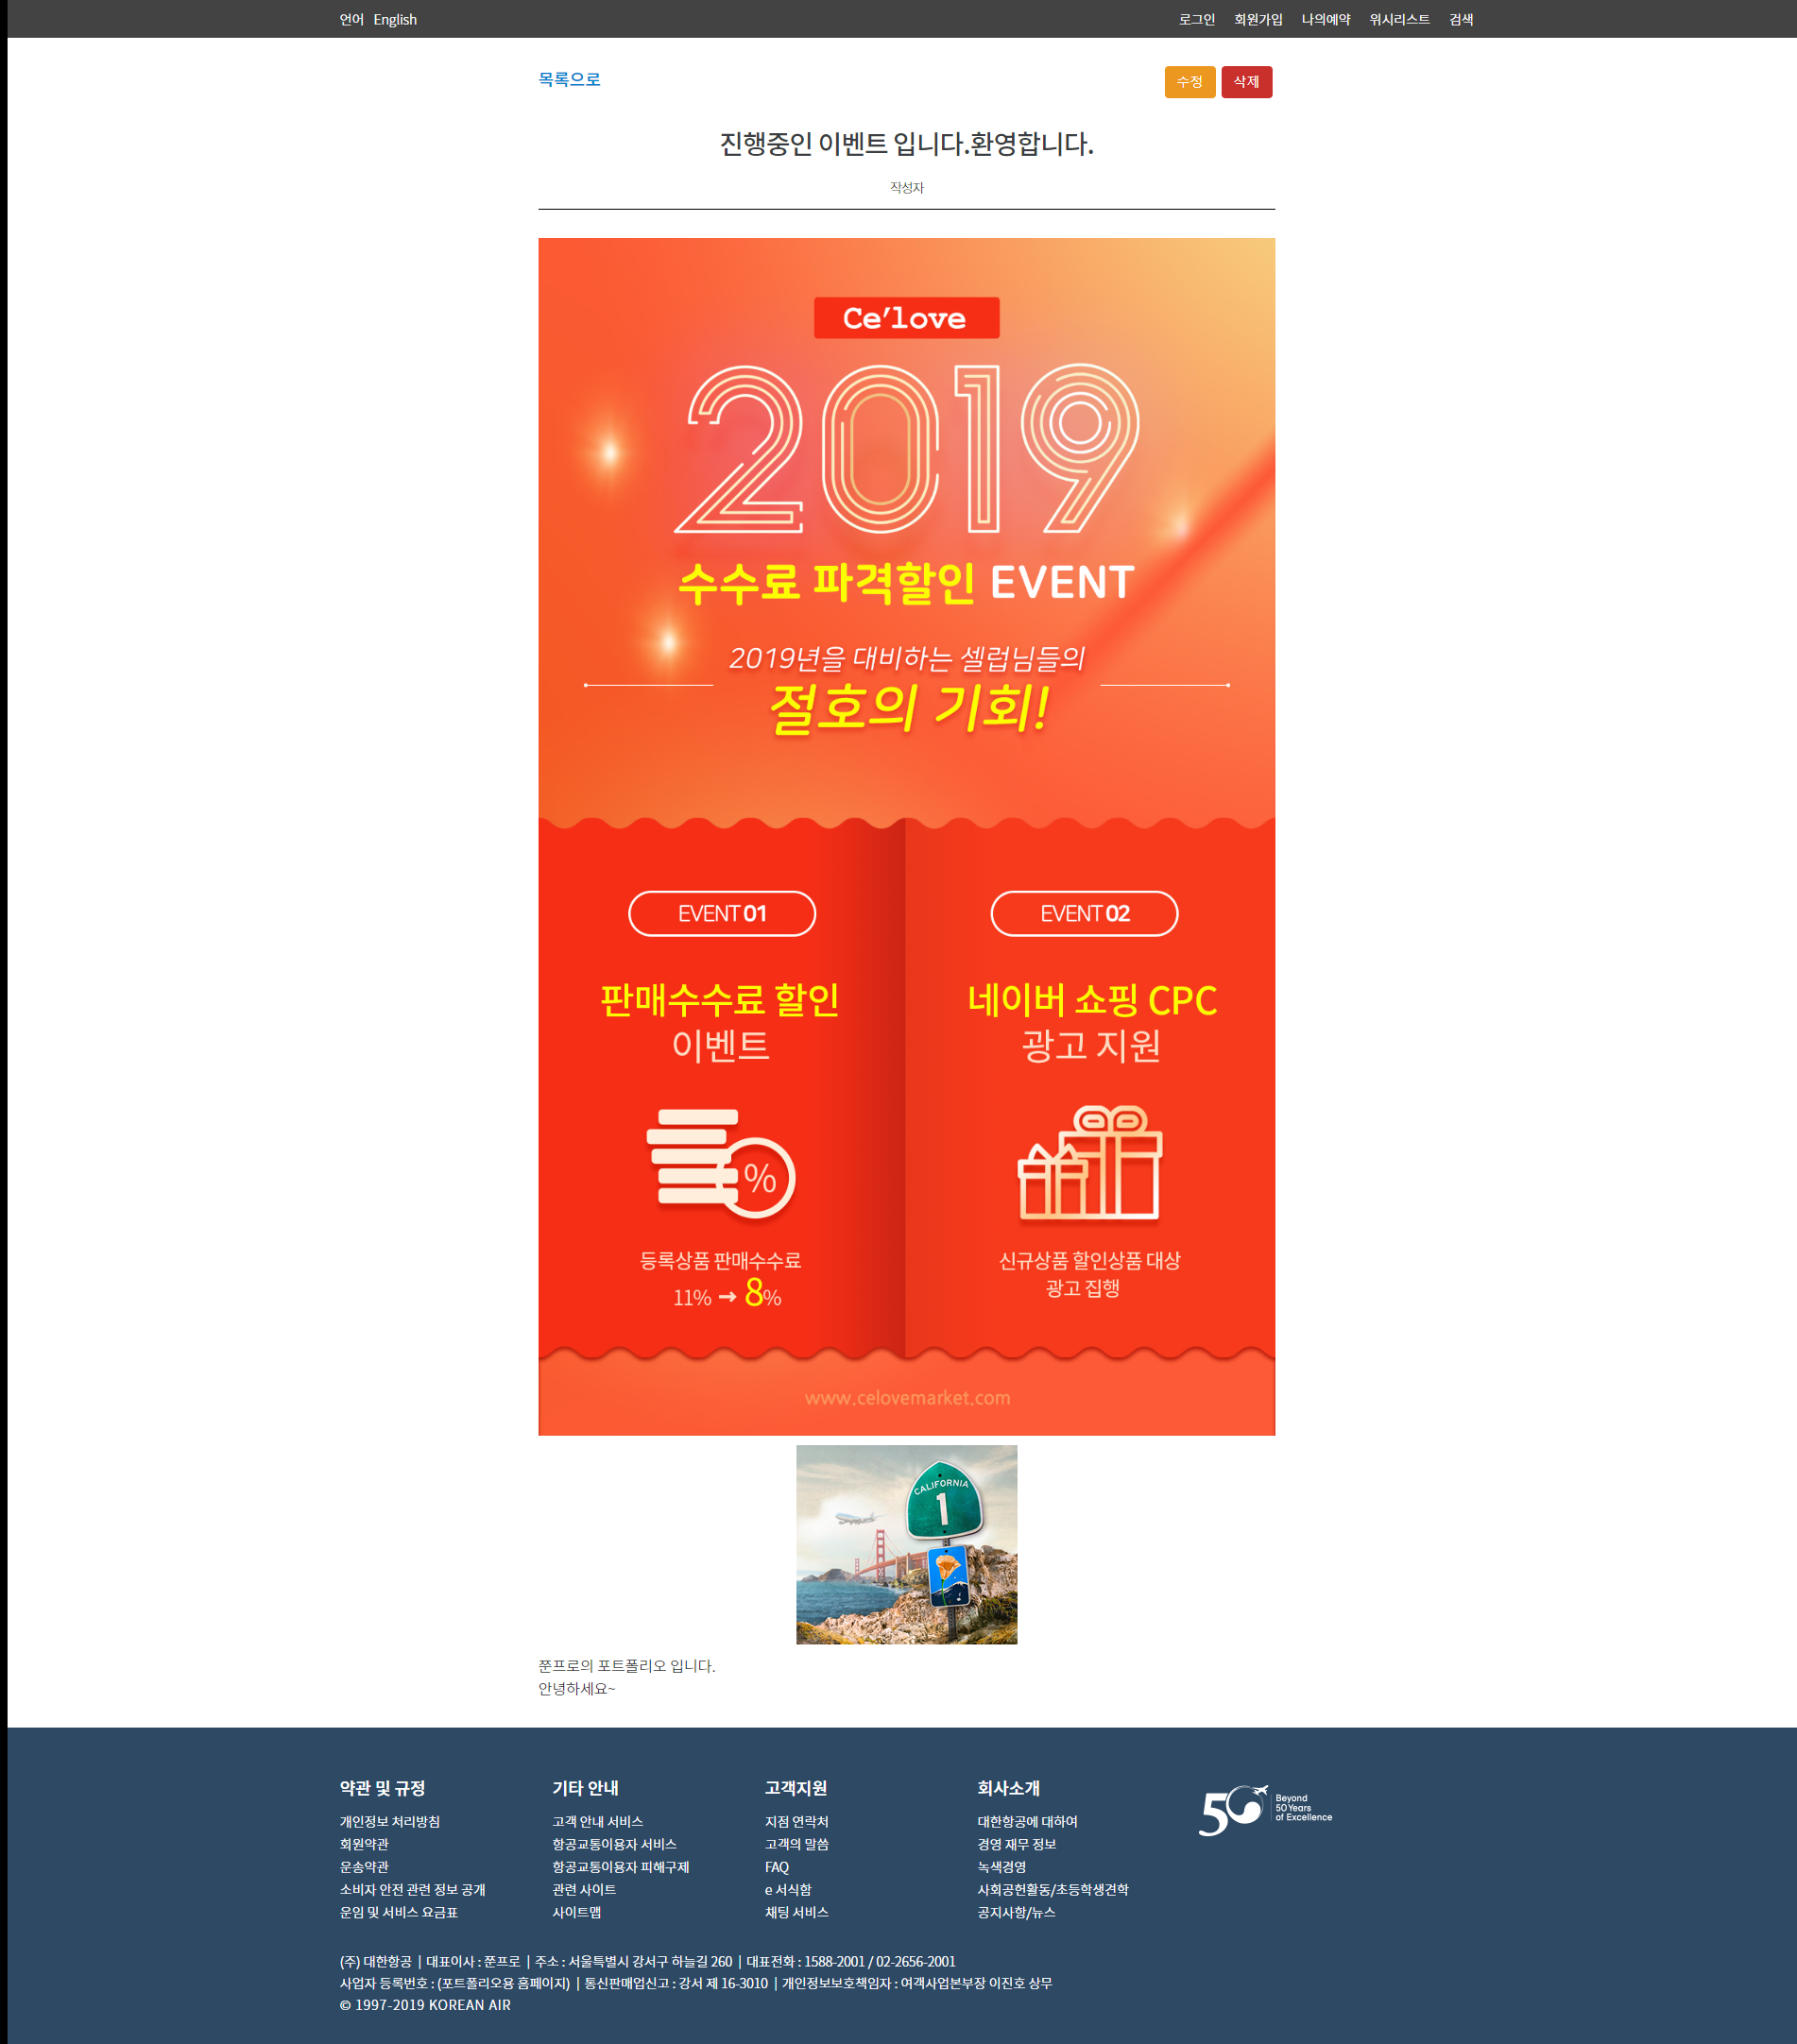 언어 English 로그인 회원가입 나의예약 위시리스트 검색
목록으로 수정 삭제
진행중인 이벤트 입니다.환영합니다.
작성자
Ce'love
2019
수수료 파격할인 EVENT
2019년을 대비하는 셀럽님들의
절호의 기회!
EVENT 01
판매수수료 할인
이벤트
%
등록상품 판매수수료
11% → 8%
EVENT 02
네이버 쇼핑 CPC
광고 지원
신규상품 할인상품 대상
광고 집행
www.celovemarket.com
CALIFORNIA
1
쭌프로의 포트폴리오 입니다.
안녕하세요~
약관 및 규정
개인정보 처리방침
회원약관
운송약관
소비자 안전 관련 정보 공개
운임 및 서비스 요금표
기타 안내
고객 안내 서비스
항공교통이용자 서비스
항공교통이용자 피해구제
관련 사이트
사이트맵
고객지원
지점 연락처
고객의 말씀
FAQ
e 서식함
채팅 서비스
회사소개
대한항공에 대하여
경영 재무 정보
녹색경영
사회공헌활동/초등학생견학
공지사항/뉴스
50
Beyond
50 Years
of Excellence
(주) 대한항공 | 대표이사 : 쭌프로 | 주소 : 서울특별시 강서구 하늘길 260 | 대표전화 : 1588-2001 / 02-2656-2001
사업자 등록번호 : (포트폴리오용 홈페이지) | 통신판매업신고 : 강서 제 16-3010 | 개인정보보호책임자 : 여객사업본부장 이진호 상무
© 1997-2019 KOREAN AIR